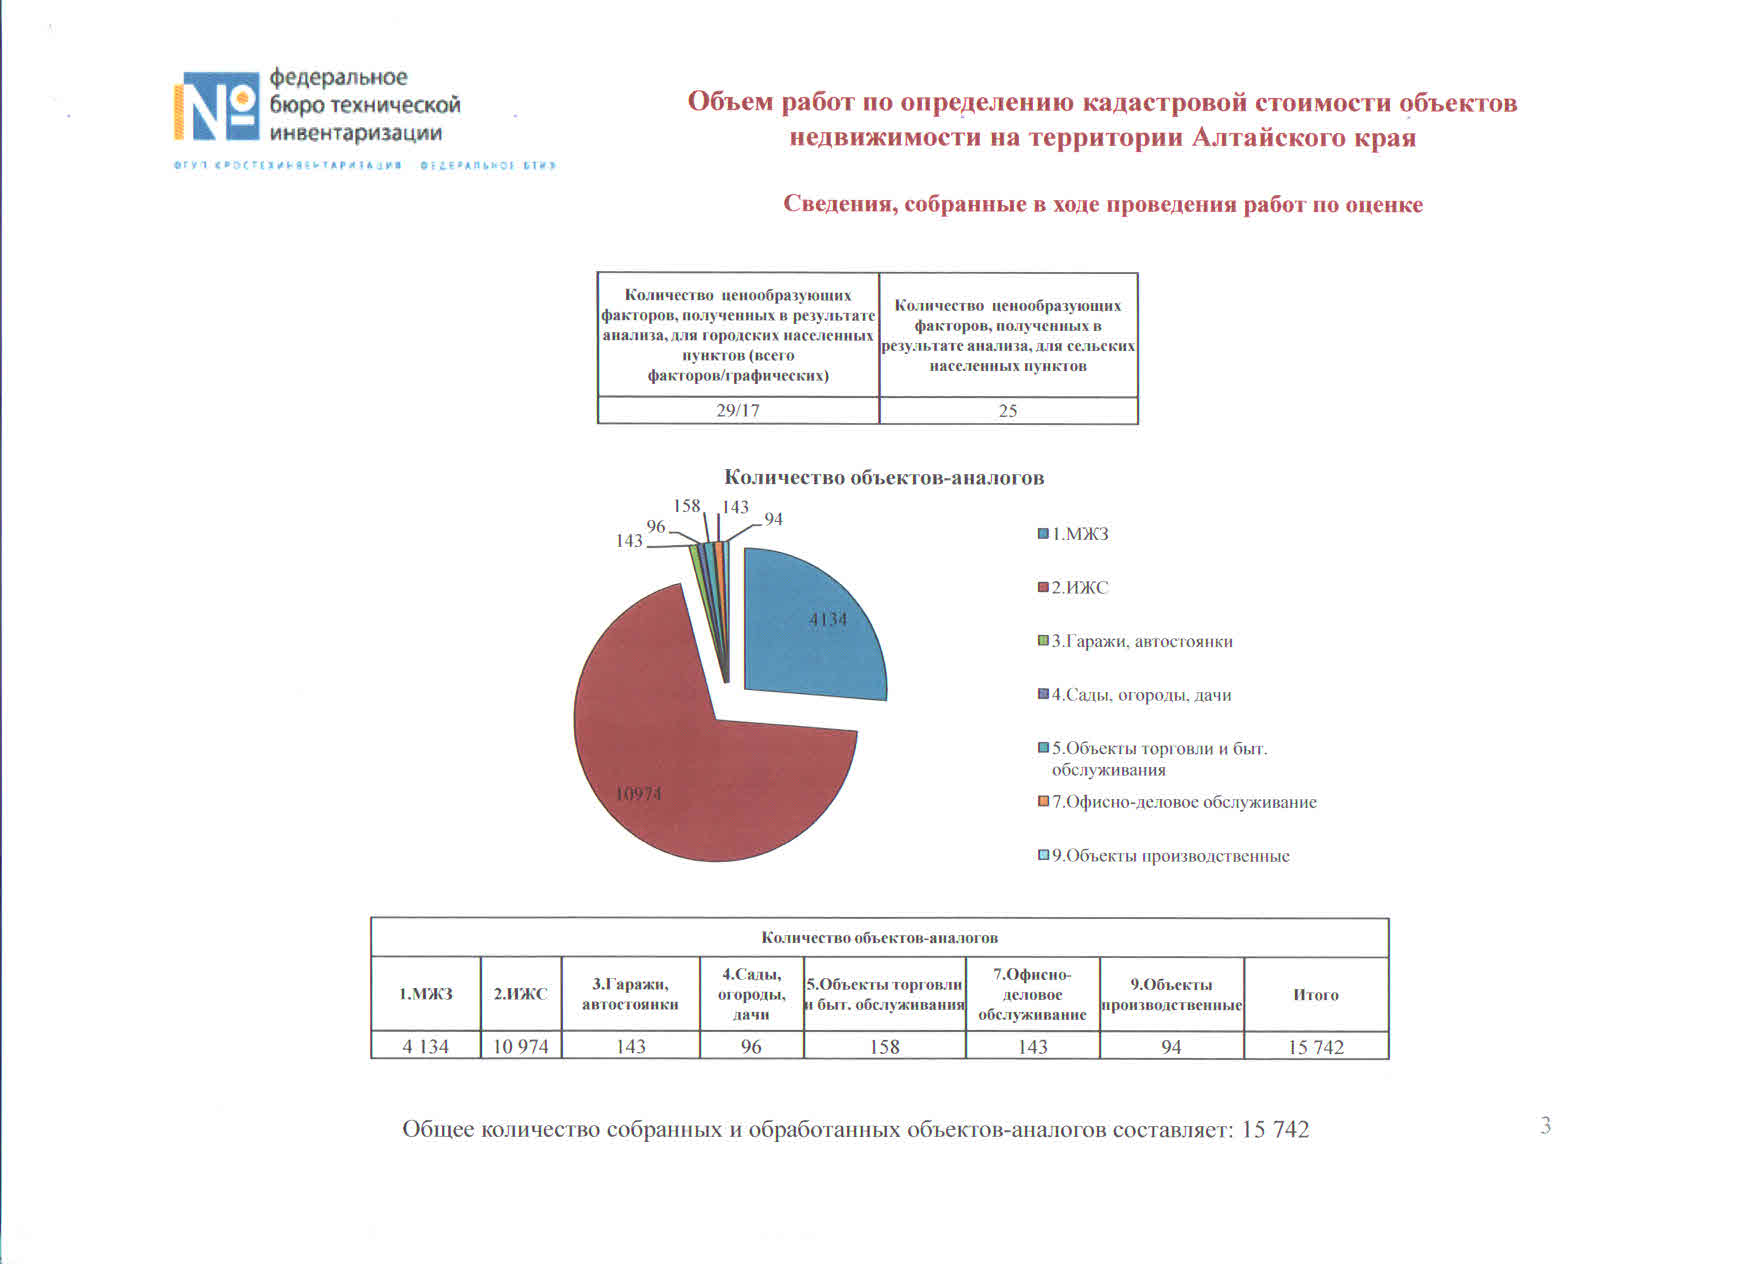 федеральное
бюро технической
инвентаризации
ФГУП «РОСТЕХИНВЕНТАРИЗАЦИЯ ФЕДЕРАЛЬНОЕ БТИ»
Объем работ по определению кадастровой стоимости объектов
недвижимости на территории Алтайского края
Сведения, собранные в ходе проведения работ по оценке
Количество ценообразующих
факторов, полученных в результате
анализа, для городских населенных
пунктов (всего
факторов/графических)
Количество ценообразующих
факторов, полученных в
результате анализа, для сельских
населенных пунктов
29/17
25
Количество объектов-аналогов
158
143
94
96
143
4134
10974
1.МЖЗ
2.ИЖС
3.Гаражи, автостоянки
4.Сады, огороды, дачи
5.Объекты торговли и быт.
обслуживания
7.Офисно-деловое обслуживание
9.Объекты производственные
Количество объектов-аналогов
1.МЖЗ
2.ИЖС
3.Гаражи,
автостоянки
4.Сады,
огороды,
дачи
5.Объекты торговли
и быт. обслуживания
7.Офисно-
деловое
обслуживание
9.Объекты
производственные
Итого
4 134
10 974
143
96
158
143
94
15 742
Общее количество собранных и обработанных объектов-аналогов составляет: 15 742
3